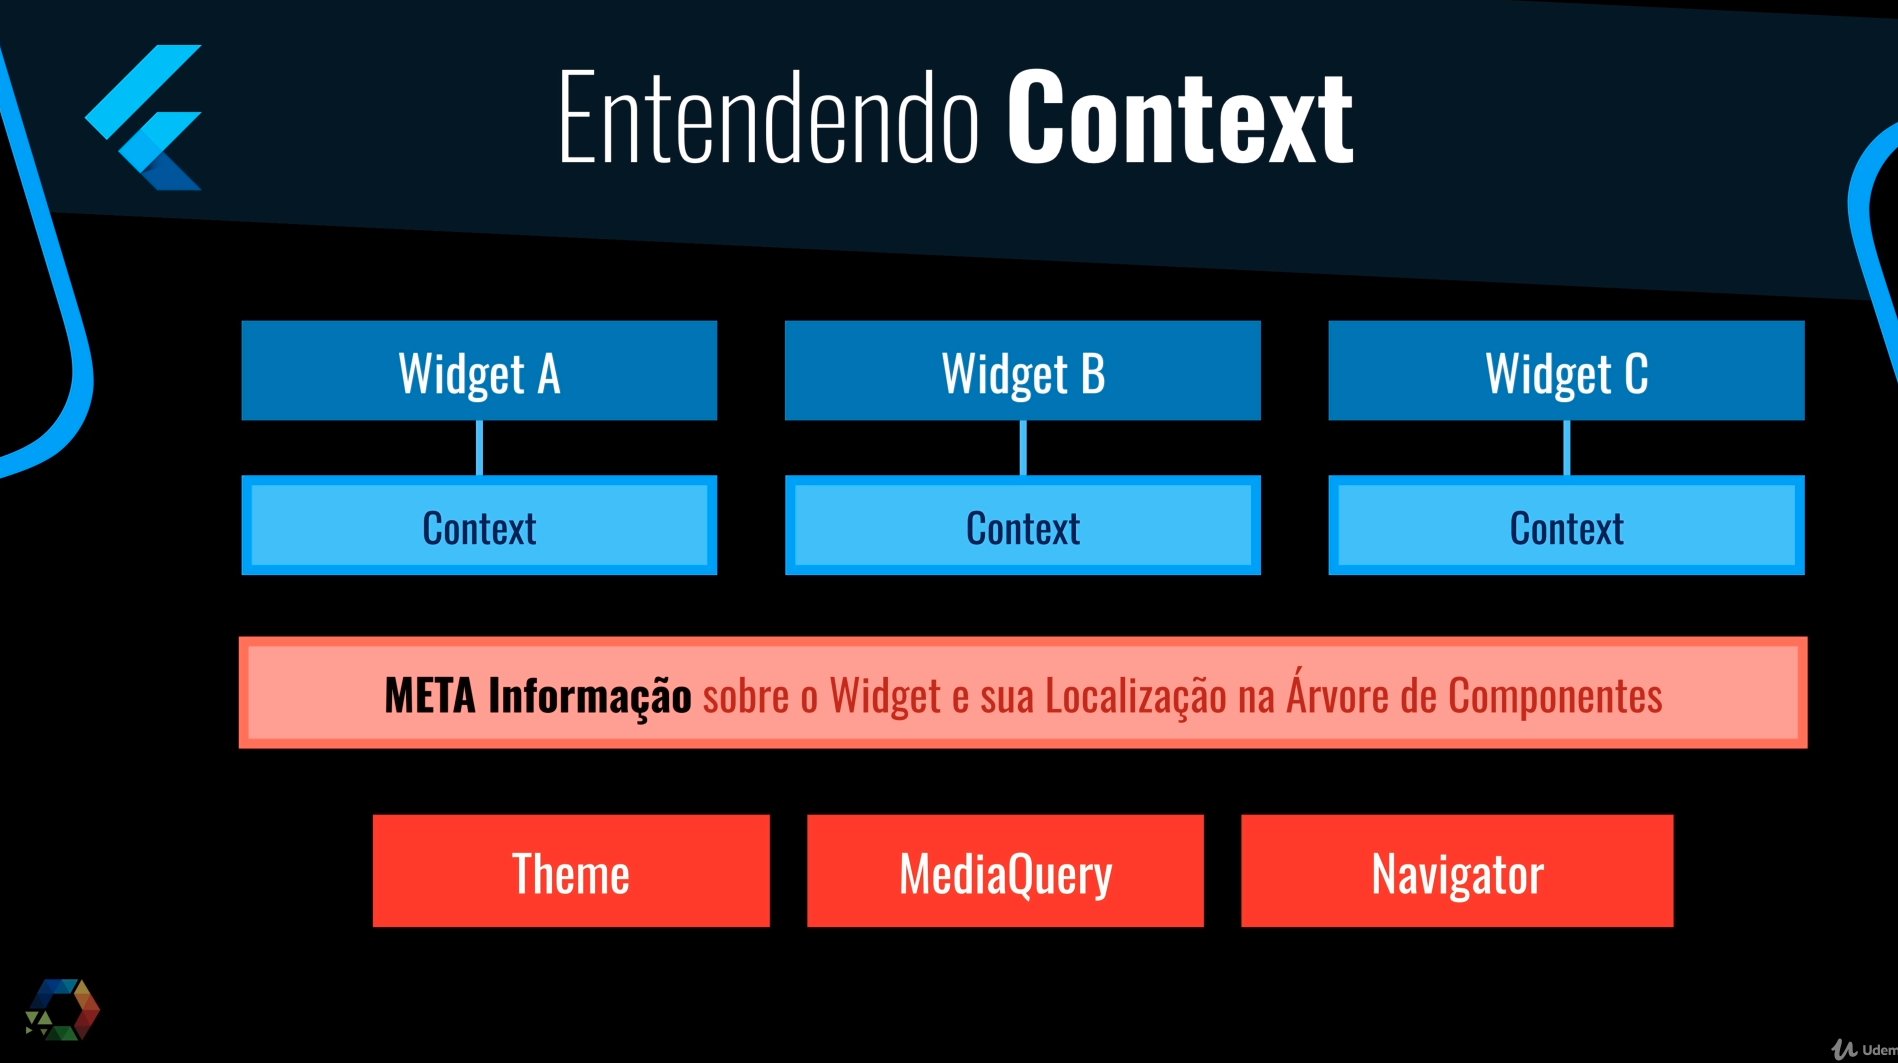 Entendendo Context
Widget A
Widget B
Widget C
Context
Context
Context
META Informação sobre o Widget e sua Localização na Árvore de Componentes
Theme
MediaQuery
Navigator
Udem